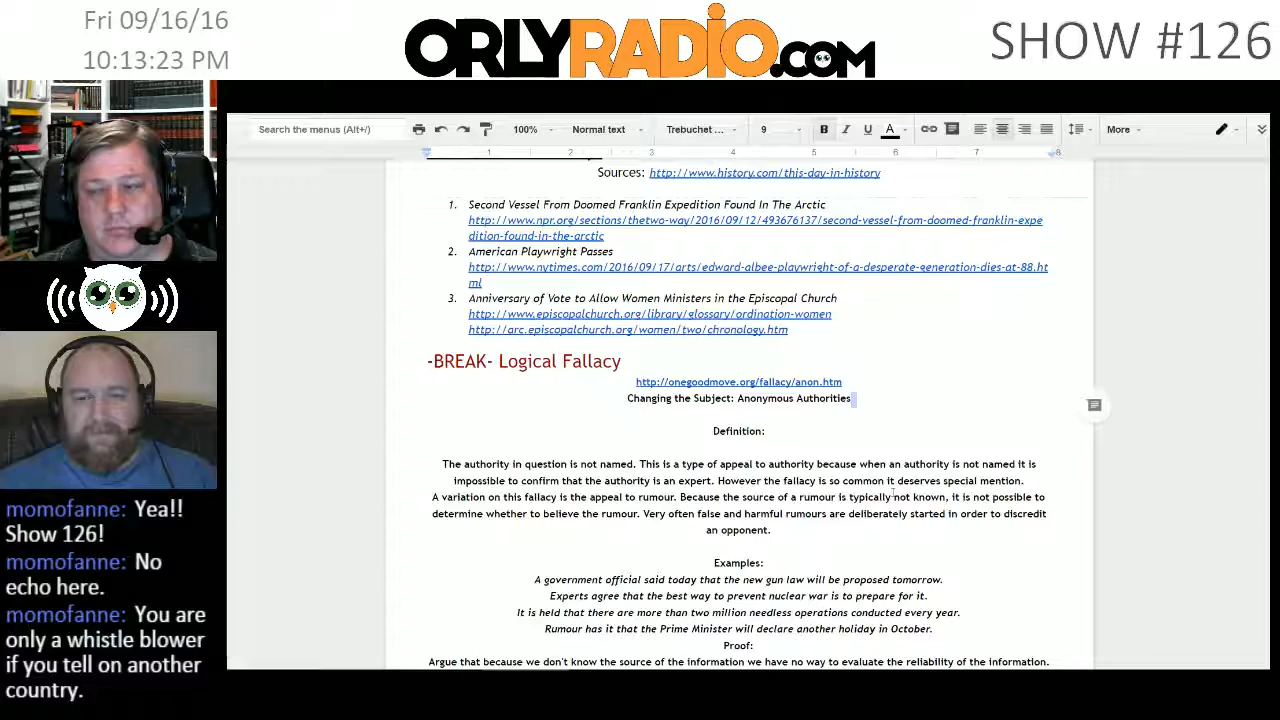 Fri 09/16/16
10:13:23 PM
ORLYRADIO.COM
SHOW #126
Search the menus (Alt+/)
100%
Normal text
Trebuchet ...
9
B I U A
More
1 2 3 4 5 6 7 8
Sources: http://www.history.com/this-day-in-history
1. Second Vessel From Doomed Franklin Expedition Found In The Arctic
http://www.npr.org/sections/thetwo-way/2016/09/12/493676137/second-vessel-from-doomed-franklin-expe
dition-found-in-the-arctic
2. American Playwright Passes
http://www.nytimes.com/2016/09/17/arts/edward-albee-playwright-of-a-desperate-generation-dies-at-88.ht
ml
3. Anniversary of Vote to Allow Women Ministers in the Episcopal Church
http://www.episcopalchurch.org/library/glossary/ordination-women
http://arc.episcopalchurch.org/women/two/chronology.htm
-BREAK- Logical Fallacy
http://onegoodmove.org/fallacy/anon.htm
Changing the Subject: Anonymous Authorities
Definition:
The authority in question is not named. This is a type of appeal to authority because when an authority is not named it is
impossible to confirm that the authority is an expert. However the fallacy is so common it deserves special mention.
A variation on this fallacy is the appeal to rumour. Because the source of a rumour is typically not known, it is not possible to
determine whether to believe the rumour. Very often false and harmful rumours are deliberately started in order to discredit
an opponent.
Examples:
A government official said today that the new gun law will be proposed tomorrow.
Experts agree that the best way to prevent nuclear war is to prepare for it.
It is held that there are more than two million needless operations conducted every year.
Rumour has it that the Prime Minister will declare another holiday in October.
Proof:
Argue that because we don't know the source of the information we have no way to evaluate the reliability of the information.
momofanne: Yea!!
Show 126!
momofanne: No
echo here.
momofanne: You are
only a whistle blower
if you tell on another
country.